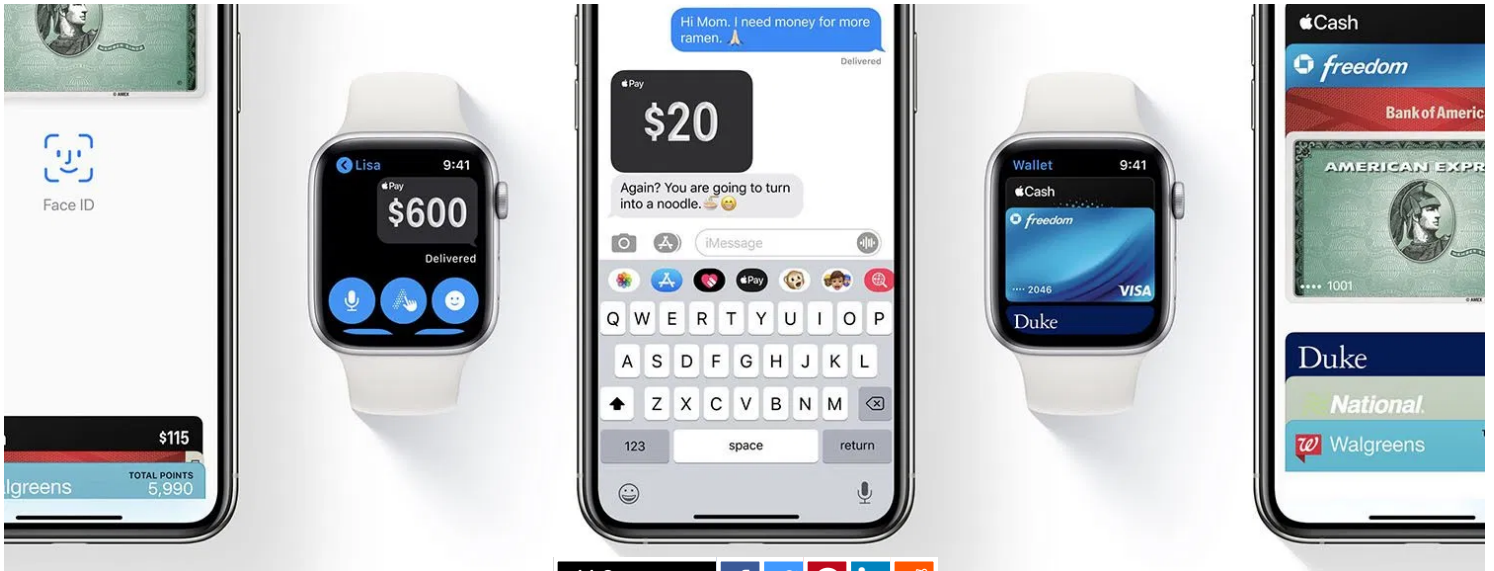 © AMEX
Face ID
$115
TOTAL POINTS
lgreens
5,990
Lisa
9:41
Pay
$600
Delivered
Hi Mom. I need money for more
ramen. 🙏
Delivered
Pay
$20
Again? You are going to turn
into a noodle. 🍜😁
iMessage
Pay
Q W E R T Y U I O P
A S D F G H J K L
Z X C V B N M
123
space
return
Wallet
9:41
Cash
freedom
•••• 2046
VISA
Duke
Cash
freedom
Bank of Americ
AMERICAN EXPR
•••• 1001
© AMEX
Duke
National.
Walgreens